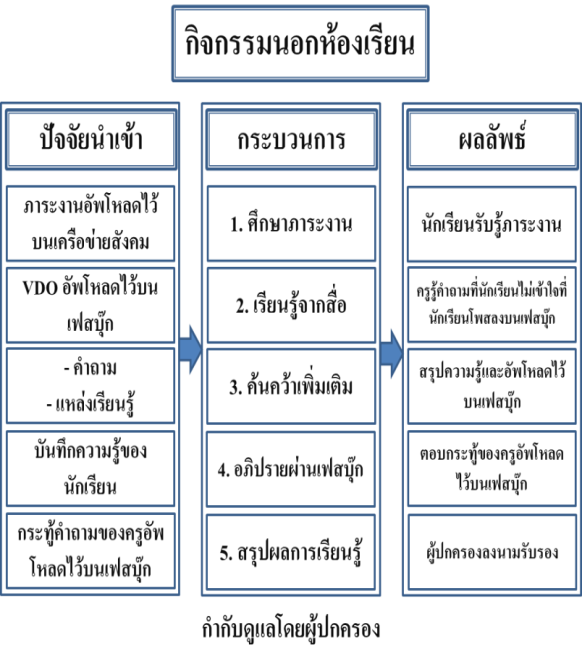 กิจกรรมนอกห้องเรียน
ปัจจัยนำเข้า
ภาระงานอัพโหลดไว้
บนเครือข่ายสังคม
VDO อัพโหลดไว้บน
เฟสบุ๊ก
- คำถาม
- แหล่งเรียนรู้
บันทึกความรู้ของ
นักเรียน
กระทู้คำถามของครูอัพ
โหลดไว้บนเฟสบุ๊ก
กระบวนการ
1. ศึกษาภาระงาน
2. เรียนรู้จากสื่อ
3. ค้นคว้าเพิ่มเติม
4. อภิปรายผ่านเฟสบุ๊ก
5. สรุปผลการเรียนรู้
ผลลัพธ์
นักเรียนรับรู้ภาระงาน
ครูรู้คำถามที่นักเรียนไม่เข้าใจที่
นักเรียนโพสลงบนเฟสบุ๊ก
สรุปความรู้และอัพโหลดไว้
บนเฟสบุ๊ก
ตอบกระทู้ของครูอัพโหลด
ไว้บนเฟสบุ๊ก
ผู้ปกครองลงนามรับรอง
กำกับดูแลโดยผู้ปกครอง